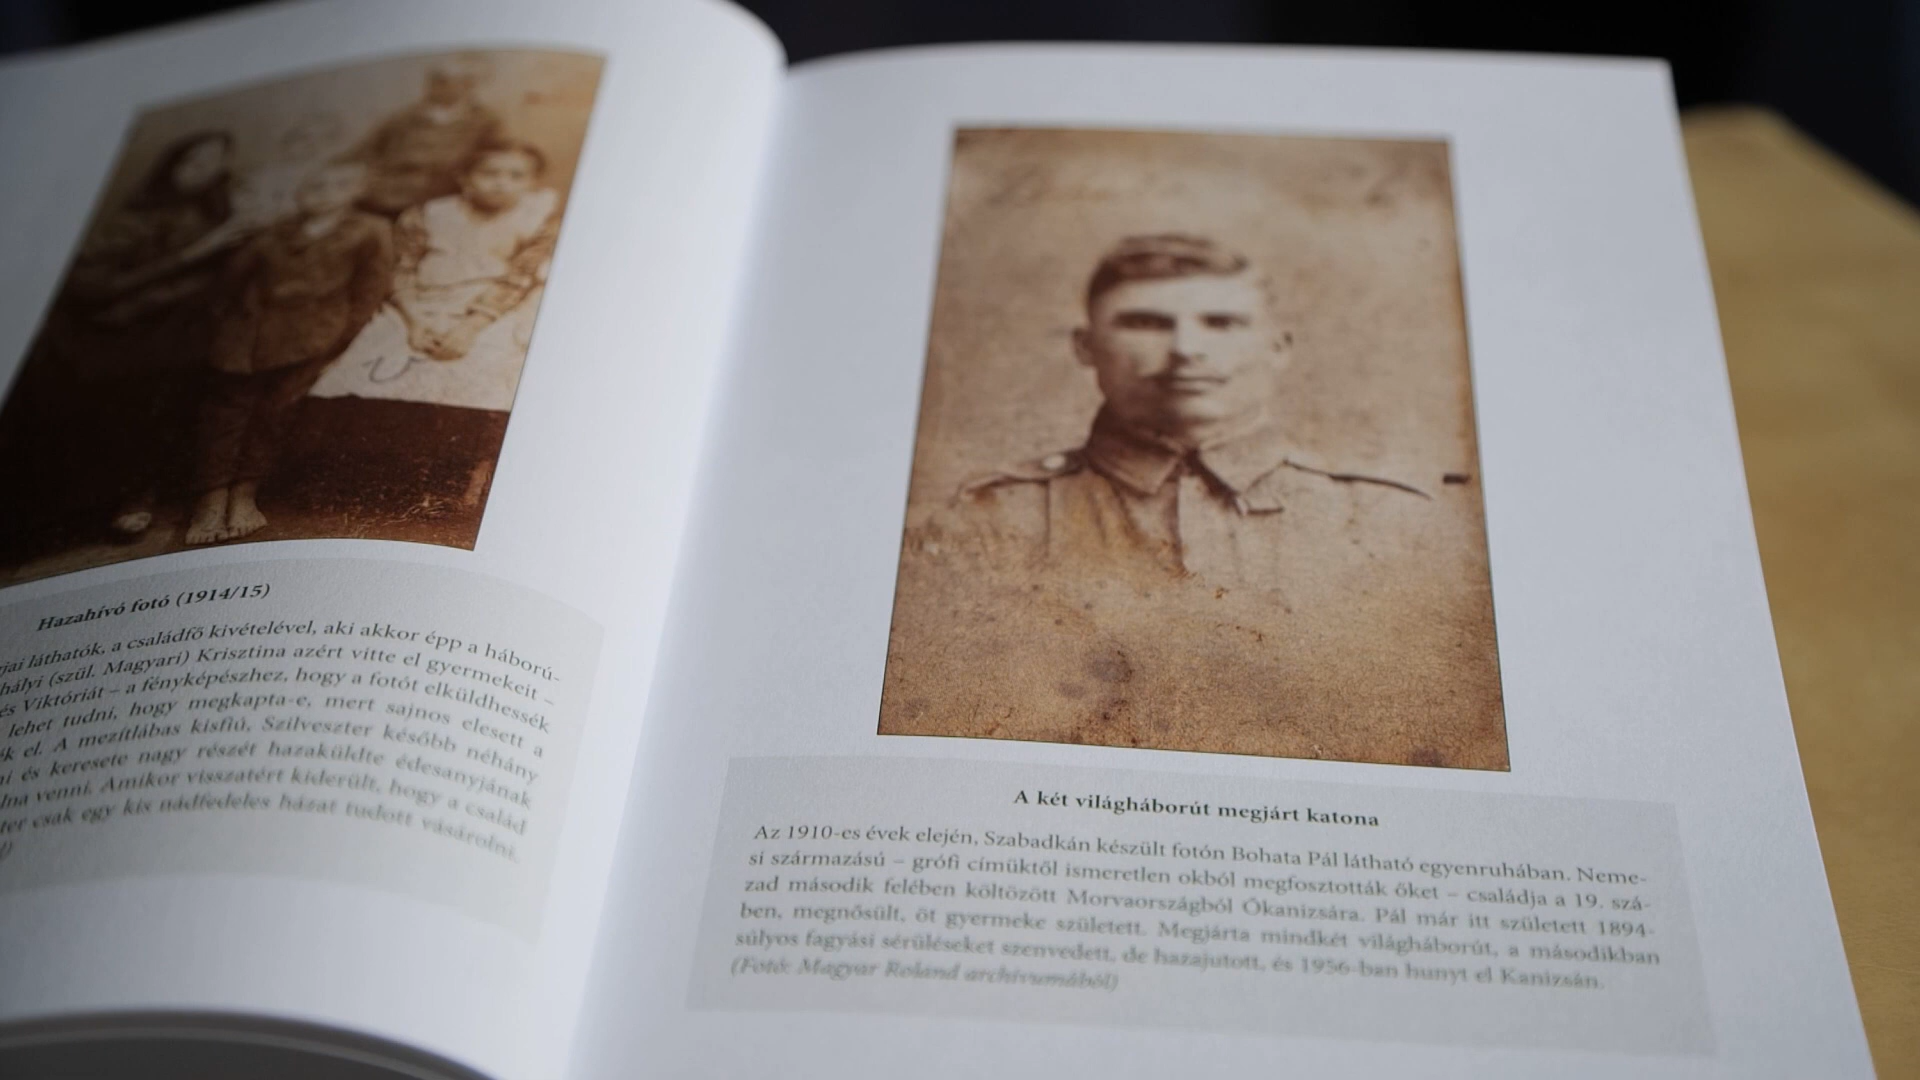 Hazahívó fotó (1914/15)
láthatók, a családfő kivételével, aki akkor épp a háború-
hályi (szül. Magyari) Krisztina azért vitte el gyermekeit –
és Viktóriát – a fényképészhez, hogy a fotót elküldhessék
lehet tudni, hogy megkapta-e, mert sajnos elesett a
el. A mezítlábas kisfiú, Szilveszter később néhány
és keresete nagy részét hazaküldte édesanyjának
venni. Amikor visszatért kiderült, hogy a család
csak egy kis nádfedeles házat tudott vásárolni.
A két világháborút megjárt katona
Az 1910-es évek elején, Szabadkán készült fotón Bohata Pál látható egyenruhában. Neme-
si származású – grófi címüktől ismeretlen okból megfosztották őket – családja a 19. szá-
zad második felében költözött Morvaországból Ókanizsára. Pál már itt született 1894-
ben, megnősült, öt gyermeke született. Megjárta mindkét világháborút, a másodikban
súlyos fagyási sérüléseket szenvedett, de hazajutott, és 1956-ban hunyt el Kanizsán.
(Fotó: Magyar Roland archívumából)